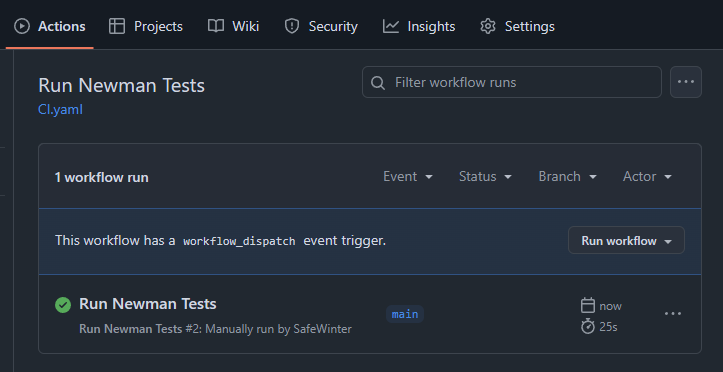 Actions Projects Wiki Security Insights Settings
Run Newman Tests
Filter workflow runs
CI.yaml
1 workflow run
Event Status Branch Actor
This workflow has a workflow_dispatch event trigger.
Run workflow
Run Newman Tests
main
now
Run Newman Tests #2: Manually run by SafeWinter
25s